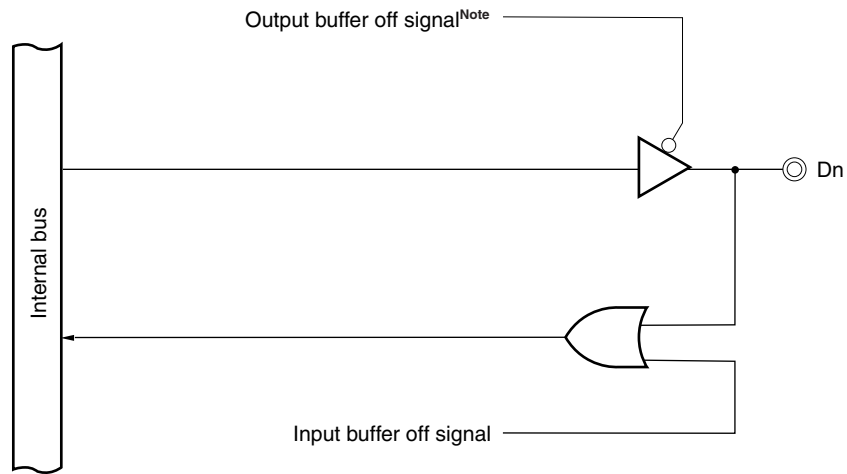 Output buffer off signalNote
Dn
Internal bus
Input buffer off signal